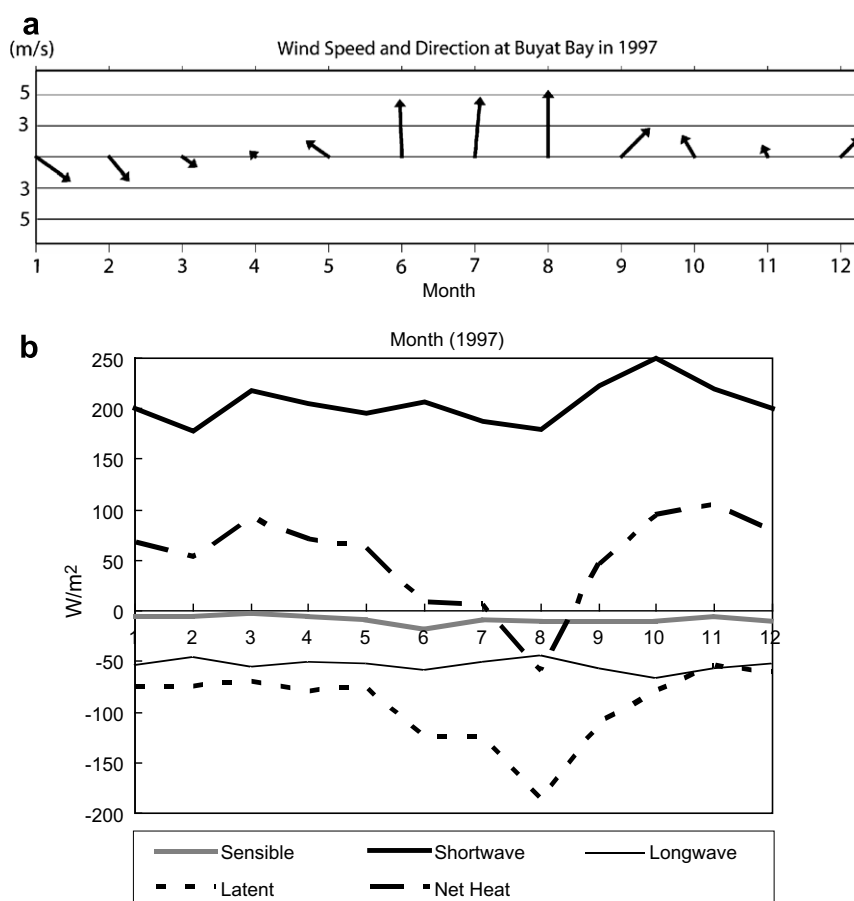 a
(m/s)
Wind Speed and Direction at Buyat Bay in 1997
5
3
3
5
1 2 3 4 5 6 7 8 9 10 11 12
Month
b
Month (1997)
250
200
150
100
50
0
-50
-100
-150
-200
W/m²
1 2 3 4 5 6 7 8 9 10 11 12
Sensible Shortwave Longwave
Latent Net Heat